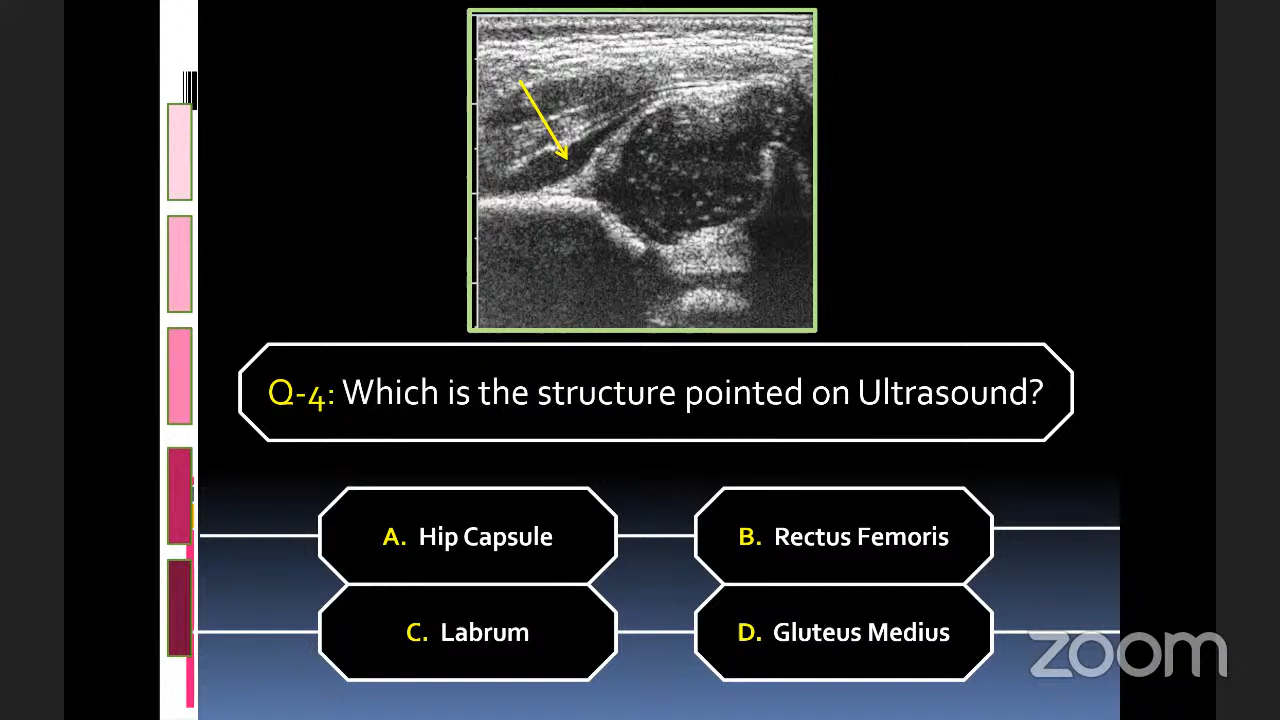 Q-4: Which is the structure pointed on Ultrasound?
A. Hip Capsule
B. Rectus Femoris
C. Labrum
D. Gluteus Medius
zoom